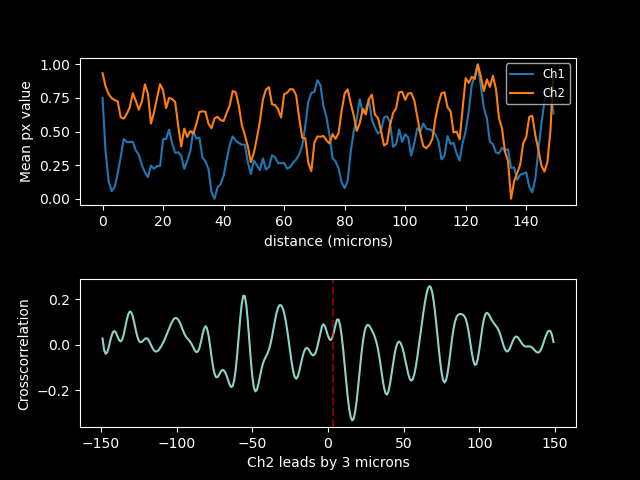 1.00
0.75
0.50
0.25
0.00
Mean px value
Ch1
Ch2
0 20 40 60 80 100 120 140
distance (microns)
0.2
0.0
−0.2
Crosscorrelation
−150 −100 −50 0 50 100 150
Ch2 leads by 3 microns